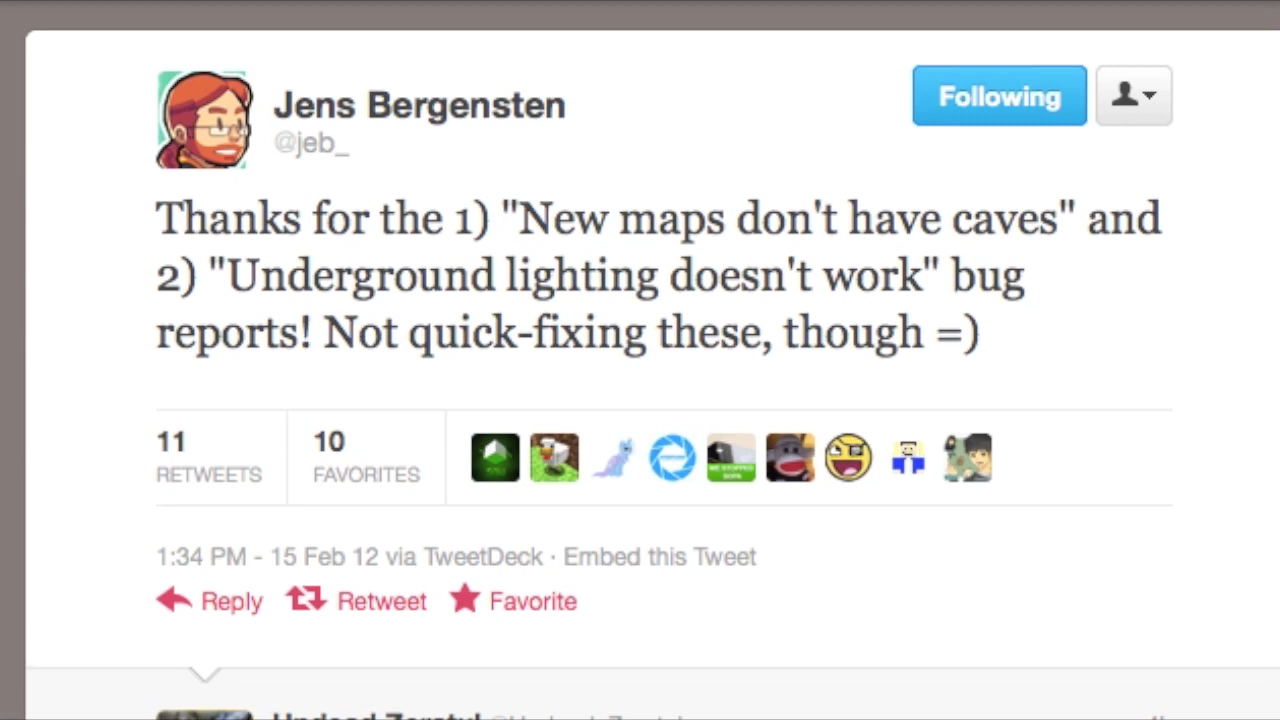 Jens Bergensten
@jeb_
Following
Thanks for the 1) "New maps don't have caves" and
2) "Underground lighting doesn't work" bug
reports! Not quick-fixing these, though =)
11
RETWEETS
10
FAVORITES
1:34 PM - 15 Feb 12 via TweetDeck · Embed this Tweet
Reply Retweet Favorite